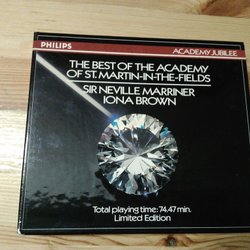 PHILIPS
ACADEMY JUBILEE
THE BEST OF THE ACADEMY
OF ST. MARTIN-IN-THE-FIELDS
SIR NEVILLE MARRINER
IONA BROWN
Total playing time: 74.47 min.
Limited Edition